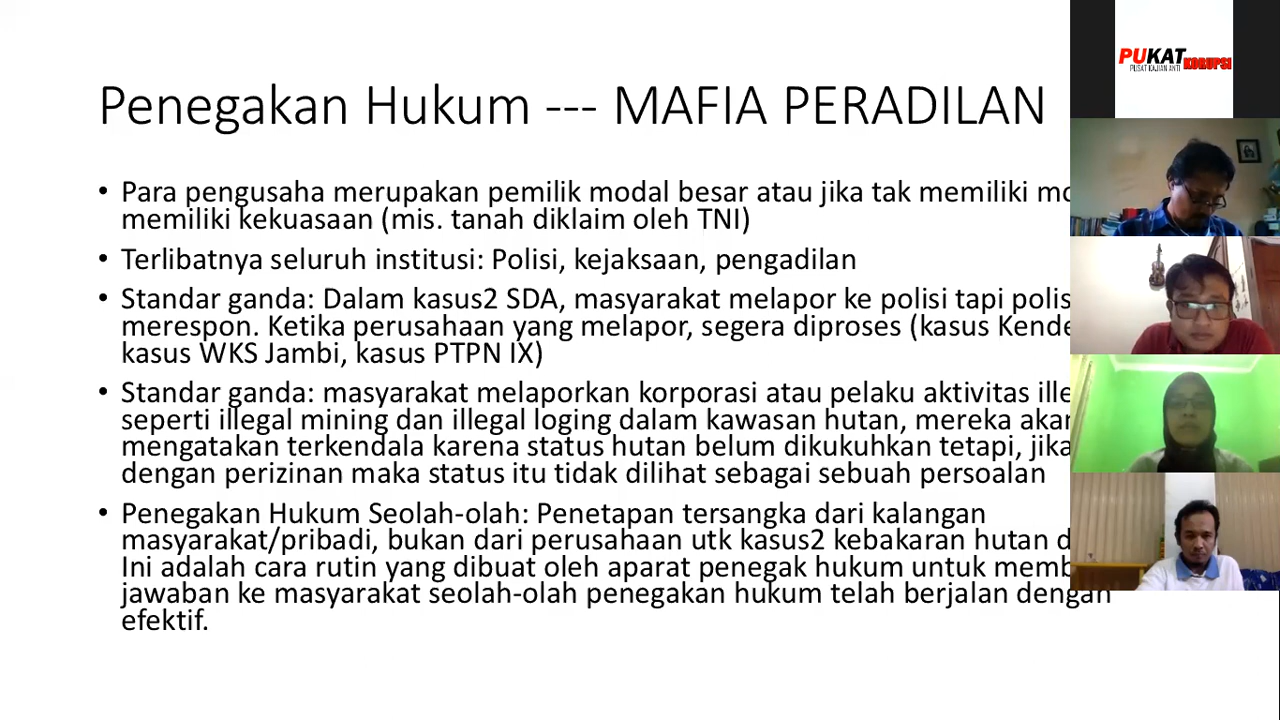 Penegakan Hukum --- MAFIA PERADILAN
• Para pengusaha merupakan pemilik modal besar atau jika tak memiliki
memiliki kekuasaan (mis. tanah diklaim oleh TNI)
• Terlibatnya seluruh institusi: Polisi, kejaksaan, pengadilan
• Standar ganda: Dalam kasus2 SDA, masyarakat melapor ke polisi tapi
merespon. Ketika perusahaan yang melapor, segera diproses (kasus
kasus WKS Jambi, kasus PTPN IX)
• Standar ganda: masyarakat melaporkan korporasi atau pelaku aktivitas
seperti illegal mining dan illegal loging dalam kawasan hutan, mereka
mengatakan terkendala karena status hutan belum dikukuhkan tetapi, jika
dengan perizinan maka status itu tidak dilihat sebagai sebuah persoalan
• Penegakan Hukum Seolah-olah: Penetapan tersangka dari kalangan
masyarakat/pribadi, bukan dari perusahaan utk kasus2 kebakaran hutan
Ini adalah cara rutin yang dibuat oleh aparat penegak hukum untuk
jawaban ke masyarakat seolah-olah penegakan hukum telah berjalan dengan
efektif.
PUKAT
PUSAT KAJIAN ANTI KORUPSI